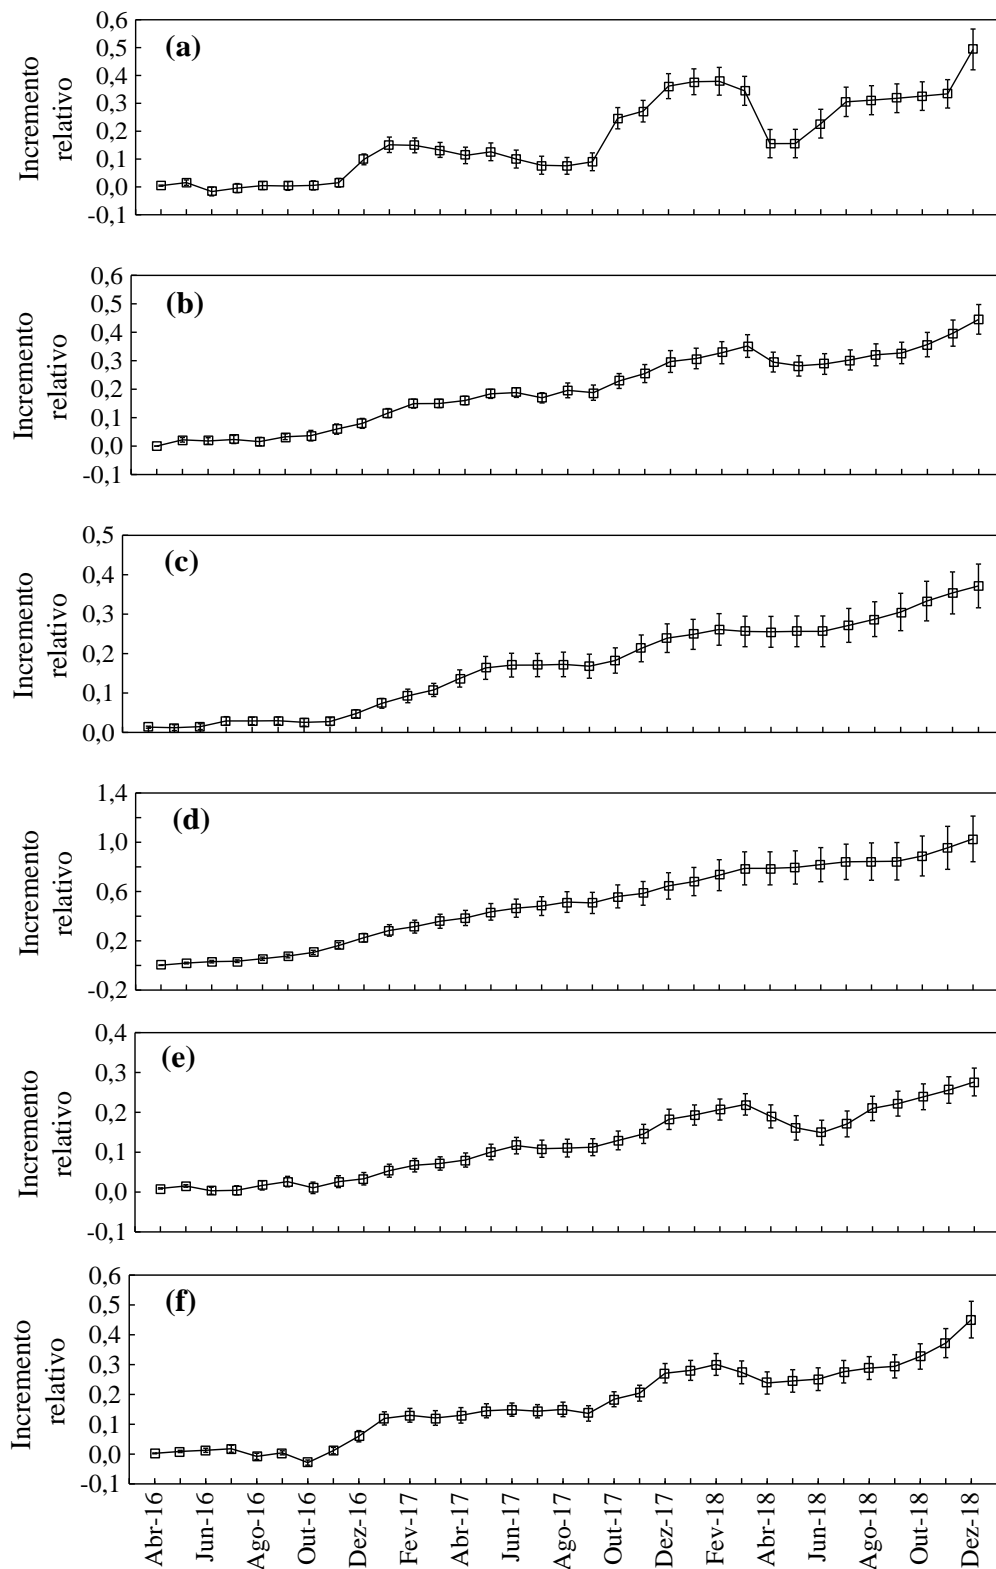 (a)
Incremento
relativo
0,6
0,5
0,4
0,3
0,2
0,1
0,0
-0,1
(b)
Incremento
relativo
0,6
0,5
0,4
0,3
0,2
0,1
0,0
-0,1
(c)
Incremento
relativo
0,5
0,4
0,3
0,2
0,1
0,0
(d)
Incremento
relativo
1,4
1,0
0,6
0,2
-0,2
(e)
Incremento
relativo
0,4
0,3
0,2
0,1
0,0
-0,1
(f)
Incremento
relativo
0,6
0,5
0,4
0,3
0,2
0,1
0,0
-0,1
Abr-16
Jun-16
Ago-16
Out-16
Dez-16
Fev-17
Abr-17
Jun-17
Ago-17
Out-17
Dez-17
Fev-18
Abr-18
Jun-18
Ago-18
Out-18
Dez-18